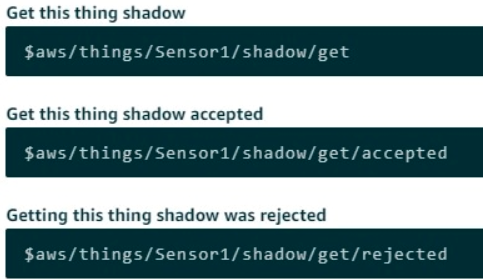 Get this thing shadow
$aws/things/Sensor1/shadow/get
Get this thing shadow accepted
$aws/things/Sensor1/shadow/get/accepted
Getting this thing shadow was rejected
$aws/things/Sensor1/shadow/get/rejected